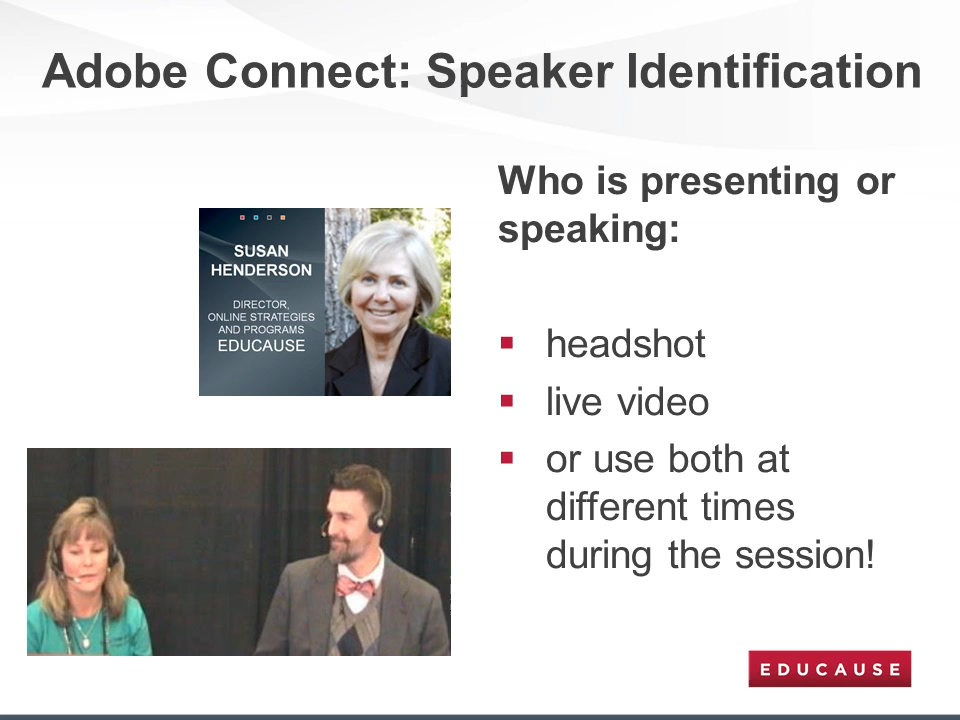 Adobe Connect: Speaker Identification
SUSAN
HENDERSON
DIRECTOR,
ONLINE STRATEGIES
AND PROGRAMS
EDUCAUSE
Who is presenting or
speaking:
▪ headshot
▪ live video
▪ or use both at
different times
during the session!
EDUCAUSE